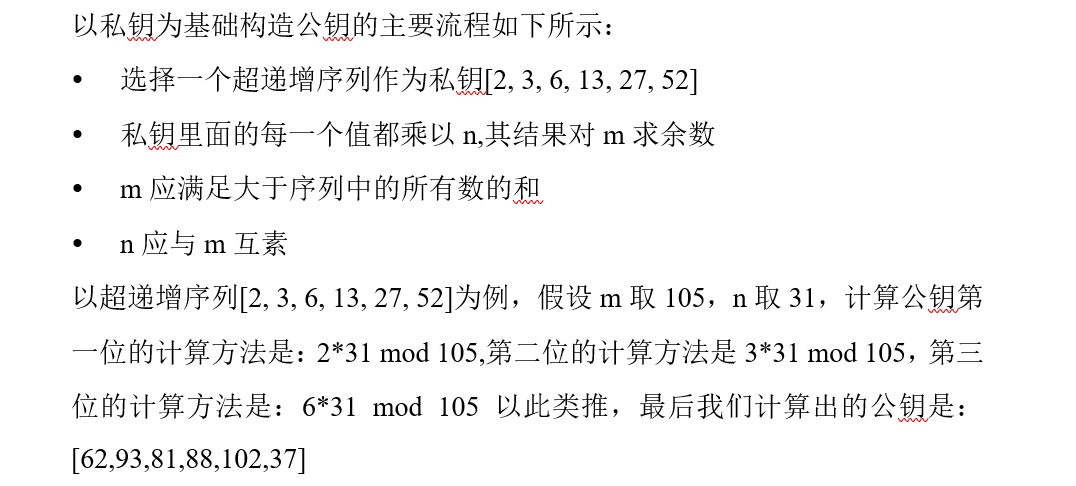 以私钥为基础构造公钥的主要流程如下所示：
• 选择一个超递增序列作为私钥[2, 3, 6, 13, 27, 52]
• 私钥里面的每一个值都乘以 n,其结果对 m 求余数
• m 应满足大于序列中的所有数的和
• n 应与 m 互素
以超递增序列[2, 3, 6, 13, 27, 52]为例，假设 m 取 105，n 取 31，计算公钥第
一位的计算方法是：2*31 mod 105,第二位的计算方法是 3*31 mod 105，第三
位的计算方法是：6*31 mod 105 以此类推，最后我们计算出的公钥是：
[62,93,81,88,102,37]